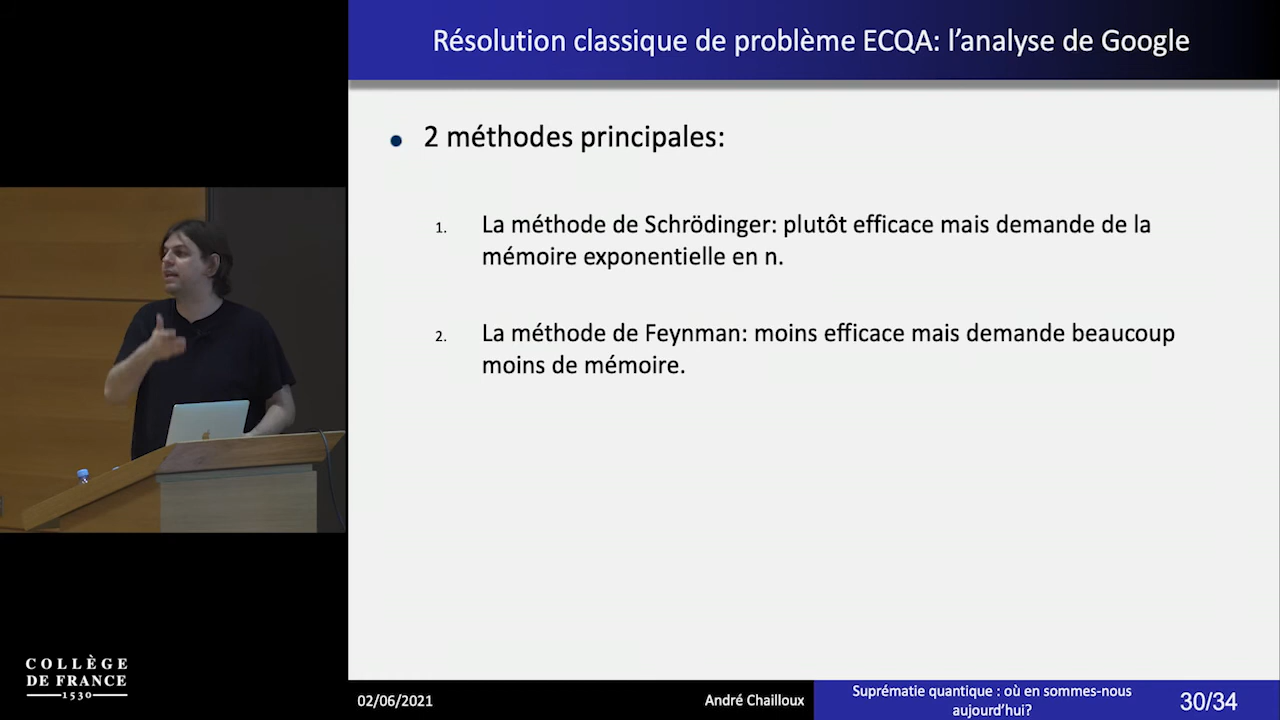 Résolution classique de problème ECQA: l'analyse de Google
• 2 méthodes principales:
1. La méthode de Schrödinger: plutôt efficace mais demande de la
mémoire exponentielle en n.
2. La méthode de Feynman: moins efficace mais demande beaucoup
moins de mémoire.
COLLÈGE
DE FRANCE
1530
02/06/2021
André Chailloux
Suprématie quantique : où en sommes-nous
aujourd'hui?
30/34